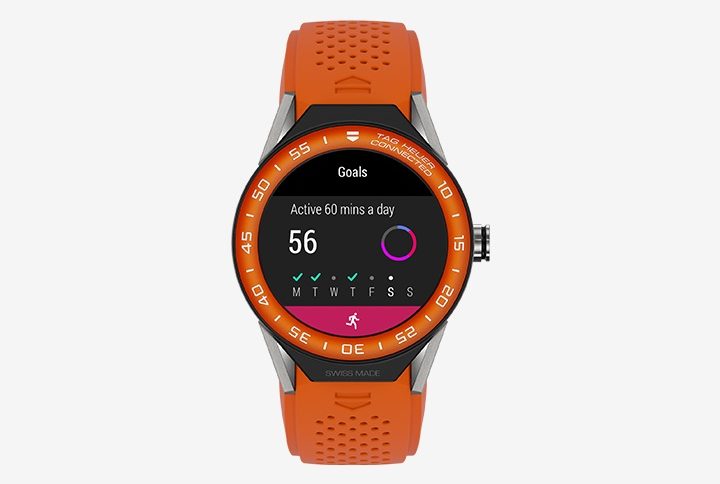 TAG HEUER
CONNECTED
10
15
20
25
30
35
40
45
50
55
Goals
Active 60 mins a day
56
M T W T F S S
SWISS MADE